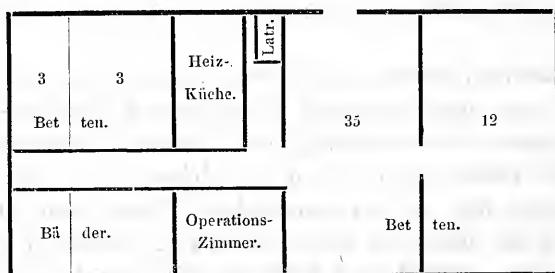 Latr.
Heiz-
Küche.
3 3
Bet ten.
35 12
Bä der.
Operations-
Zimmer.
Bet ten.